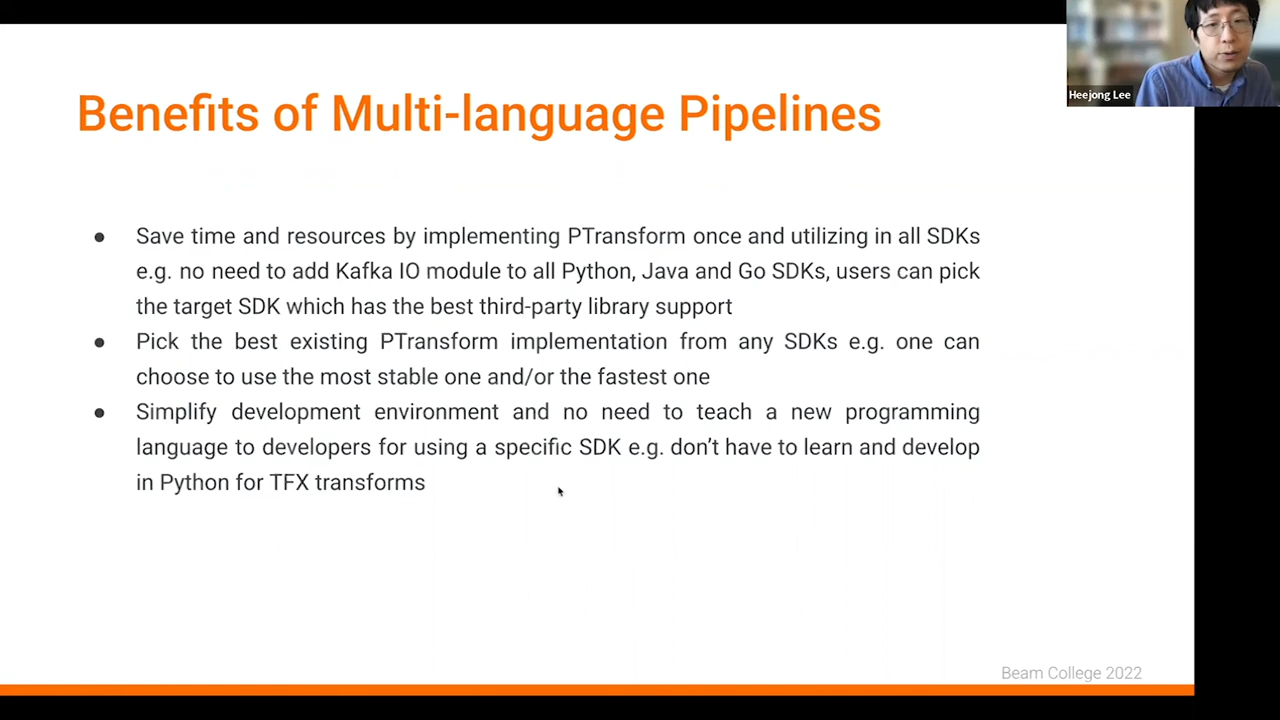 Heejong Lee
Benefits of Multi-language Pipelines
● Save time and resources by implementing PTransform once and utilizing in all SDKs
e.g. no need to add Kafka IO module to all Python, Java and Go SDKs, users can pick
the target SDK which has the best third-party library support
● Pick the best existing PTransform implementation from any SDKs e.g. one can
choose to use the most stable one and/or the fastest one
● Simplify development environment and no need to teach a new programming
language to developers for using a specific SDK e.g. don’t have to learn and develop
in Python for TFX transforms
Beam College 2022